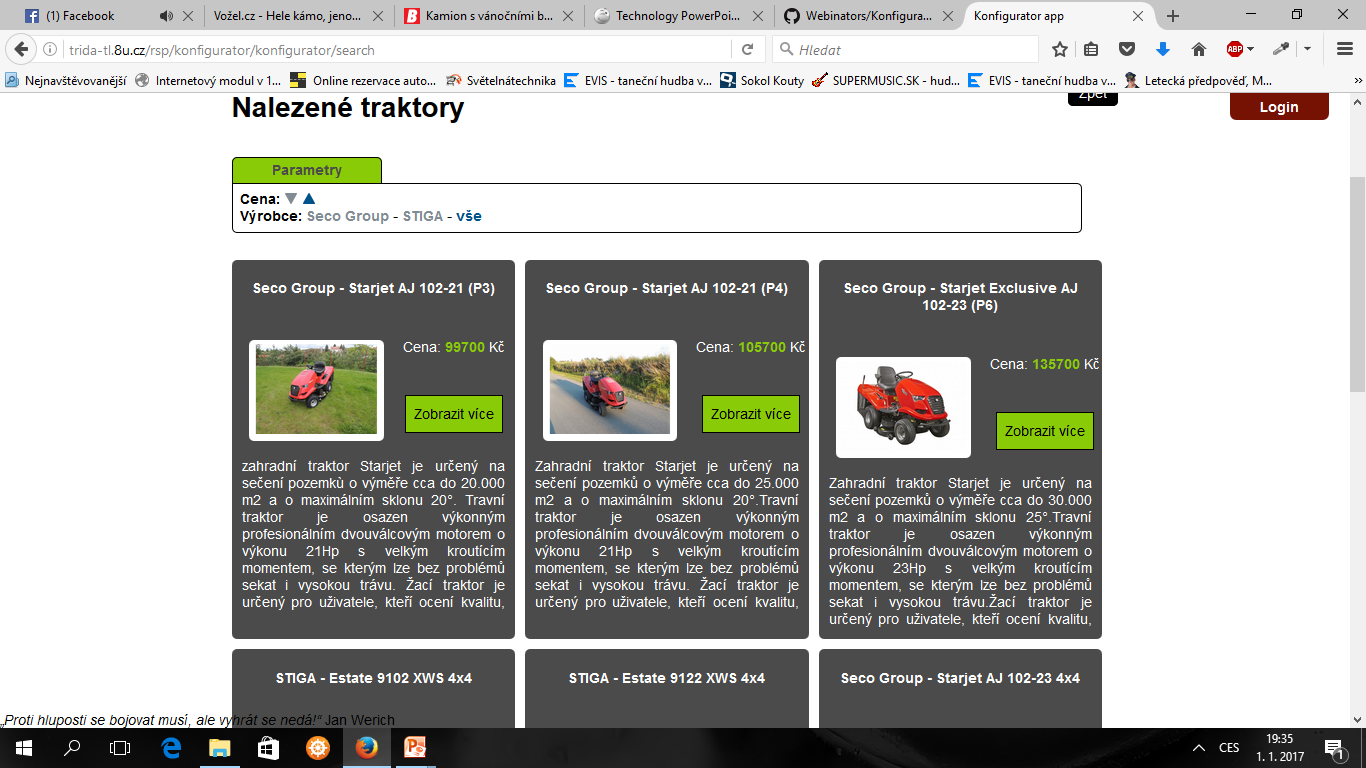 (1) Facebook
Vožel.cz - Hele kámo, jeno...
Kamion s vánočními b...
Technology PowerPoi...
Webinators/Konfigura...
Konfigurator app
trida-tl.8u.cz/rsp/konfigurator/konfigurator/search
Hledat
ABP
Nejnavštěvovanější
Internetový modul v 1...
Online rezervace auto...
Světelnátechnika
EVIS - taneční hudba v...
Sokol Kouty
SUPERMUSIC.SK - hud...
EVIS - taneční hudba v...
Letecká předpověď, M...
Nalezené traktory
Zpět
Login
Parametry
Cena:
Výrobce: Seco Group - STIGA - vše
Seco Group - Starjet AJ 102-21 (P3)
Cena: 99700 Kč
Zobrazit více
zahradní traktor Starjet je určený na
sečení pozemků o výměře cca do 20.000
m2 a o maximálním sklonu 20°. Travní
traktor je osazen výkonným
profesionálním dvouválcovým motorem o
výkonu 21Hp s velkým kroutícím
momentem, se kterým lze bez problémů
sekat i vysokou trávu. Žací traktor je
určený pro uživatele, kteří ocení kvalitu,
Seco Group - Starjet AJ 102-21 (P4)
Cena: 105700 Kč
Zobrazit více
Zahradní traktor Starjet je určený na
sečení pozemků o výměře cca do 25.000
m2 a o maximálním sklonu 20°.Travní
traktor je osazen výkonným
profesionálním dvouválcovým motorem o
výkonu 21Hp s velkým kroutícím
momentem, se kterým lze bez problémů
sekat i vysokou trávu. Žací traktor je
určený pro uživatele, kteří ocení kvalitu,
Seco Group - Starjet Exclusive AJ
102-23 (P6)
Cena: 135700 Kč
Zobrazit více
Zahradní traktor Starjet je určený na
sečení pozemků o výměře cca do 30.000
m2 a o maximálním sklonu 25°.Travní
traktor je osazen výkonným
profesionálním dvouválcovým motorem o
výkonu 23Hp s velkým kroutícím
momentem, se kterým lze bez problémů
sekat i vysokou trávu.Žací traktor je
určený pro uživatele, kteří ocení kvalitu,
STIGA - Estate 9102 XWS 4x4
STIGA - Estate 9122 XWS 4x4
Seco Group - Starjet AJ 102-23 4x4
„Proti hluposti se bojovat musí, ale vyhrát se nedá!“ Jan Werich
CES
19:35
1. 1. 2017
1